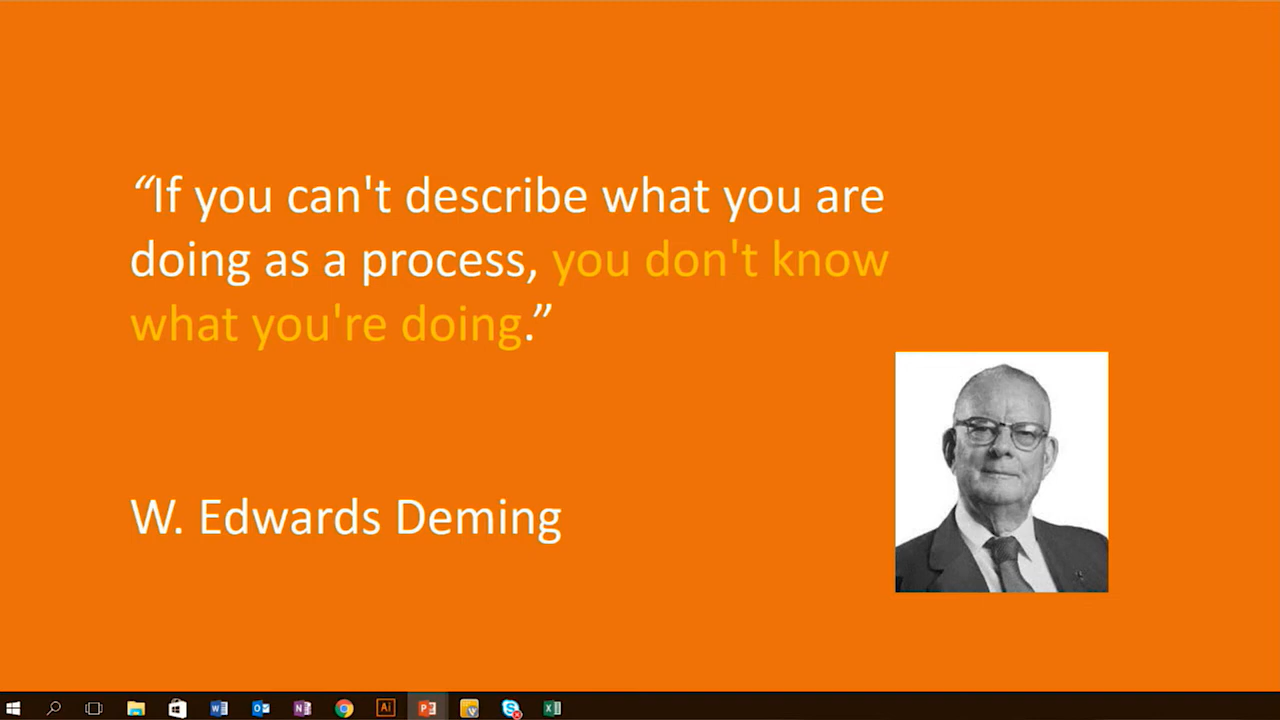 “If you can't describe what you are
doing as a process, you don't know
what you're doing.”
W. Edwards Deming